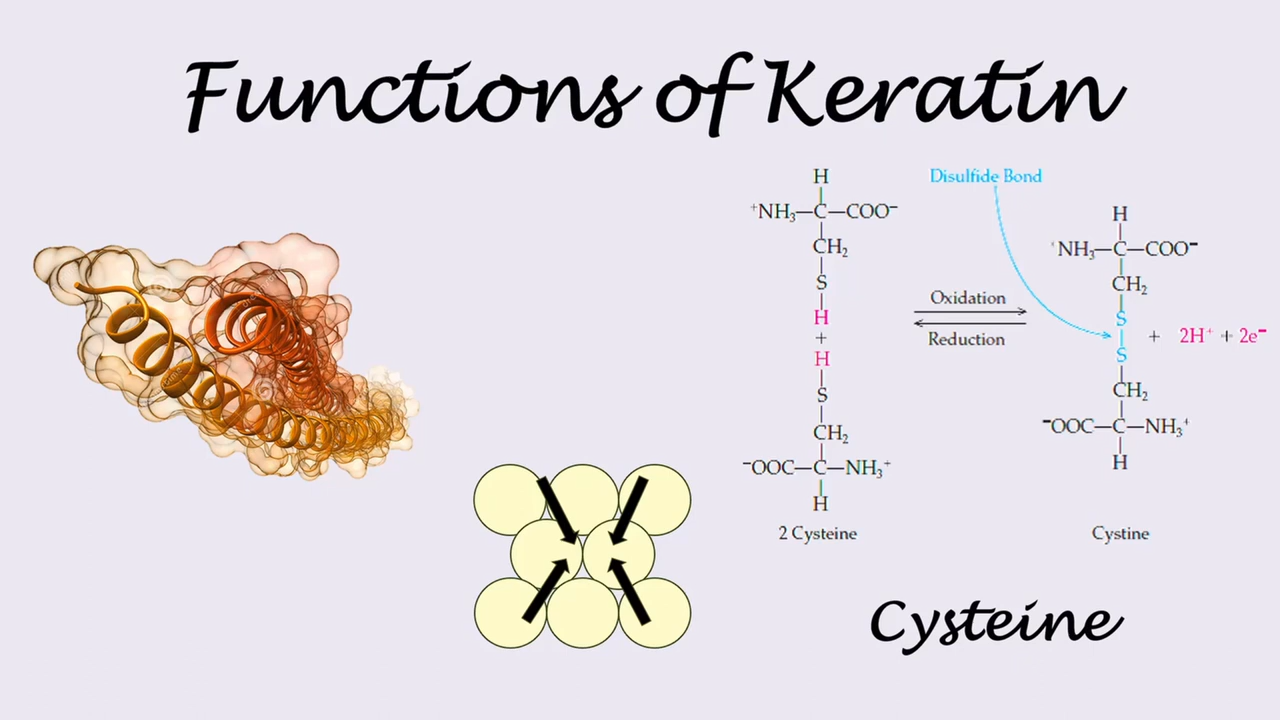 Functions of Keratin
H
⁺NH₃—C—COO⁻
CH₂
S
H
+
H
S
CH₂
⁻OOC—C—NH₃⁺
H
2 Cysteine
Disulfide Bond
Oxidation
Reduction
H
⁺NH₃—C—COO⁻
CH₂
S
S
+ 2H⁺ + 2e⁻
CH₂
⁻OOC—C—NH₃⁺
H
Cystine
Cysteine